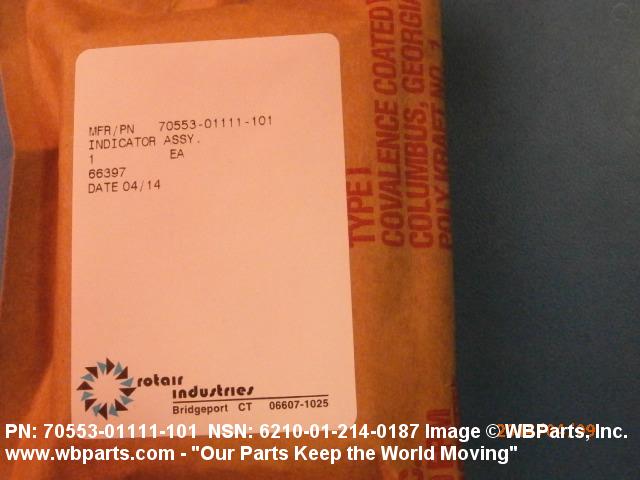 MFR/PN 70553-01111-101
INDICATOR ASSY.
1 EA
66397
DATE 04/14
rotair
industries
Bridgeport CT 06607-1025
TYPE I
COVALENCE COATED
COLUMBUS, GEORGIA
POLY KRAFT NO. 1
PN: 70553-01111-101 NSN: 6210-01-214-0187 Image © WBParts, Inc.
www.wbparts.com - "Our Parts Keep the World Moving"